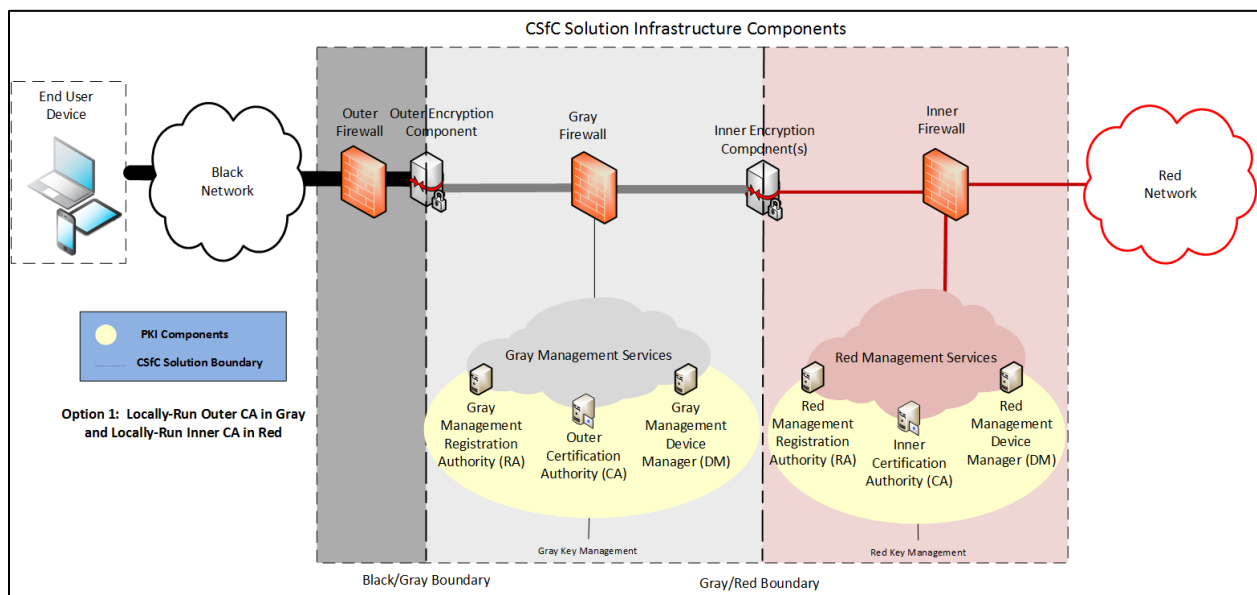 CSfC Solution Infrastructure Components
End User
Device
Black
Network
Outer
Firewall
Outer Encryption
Component
Gray
Firewall
Inner Encryption
Component(s)
Inner
Firewall
Red
Network
PKI Components
CSfC Solution Boundary
Option 1: Locally-Run Outer CA in Gray
and Locally-Run Inner CA in Red
Gray Management Services
Gray
Management
Registration
Authority (RA)
Outer
Certification
Authority (CA)
Gray
Management
Device
Manager (DM)
Red Management Services
Red
Management
Registration
Authority (RA)
Inner
Certification
Authority (CA)
Red
Management
Device
Manager (DM)
Gray Key Management
Red Key Management
Black/Gray Boundary
Gray/Red Boundary